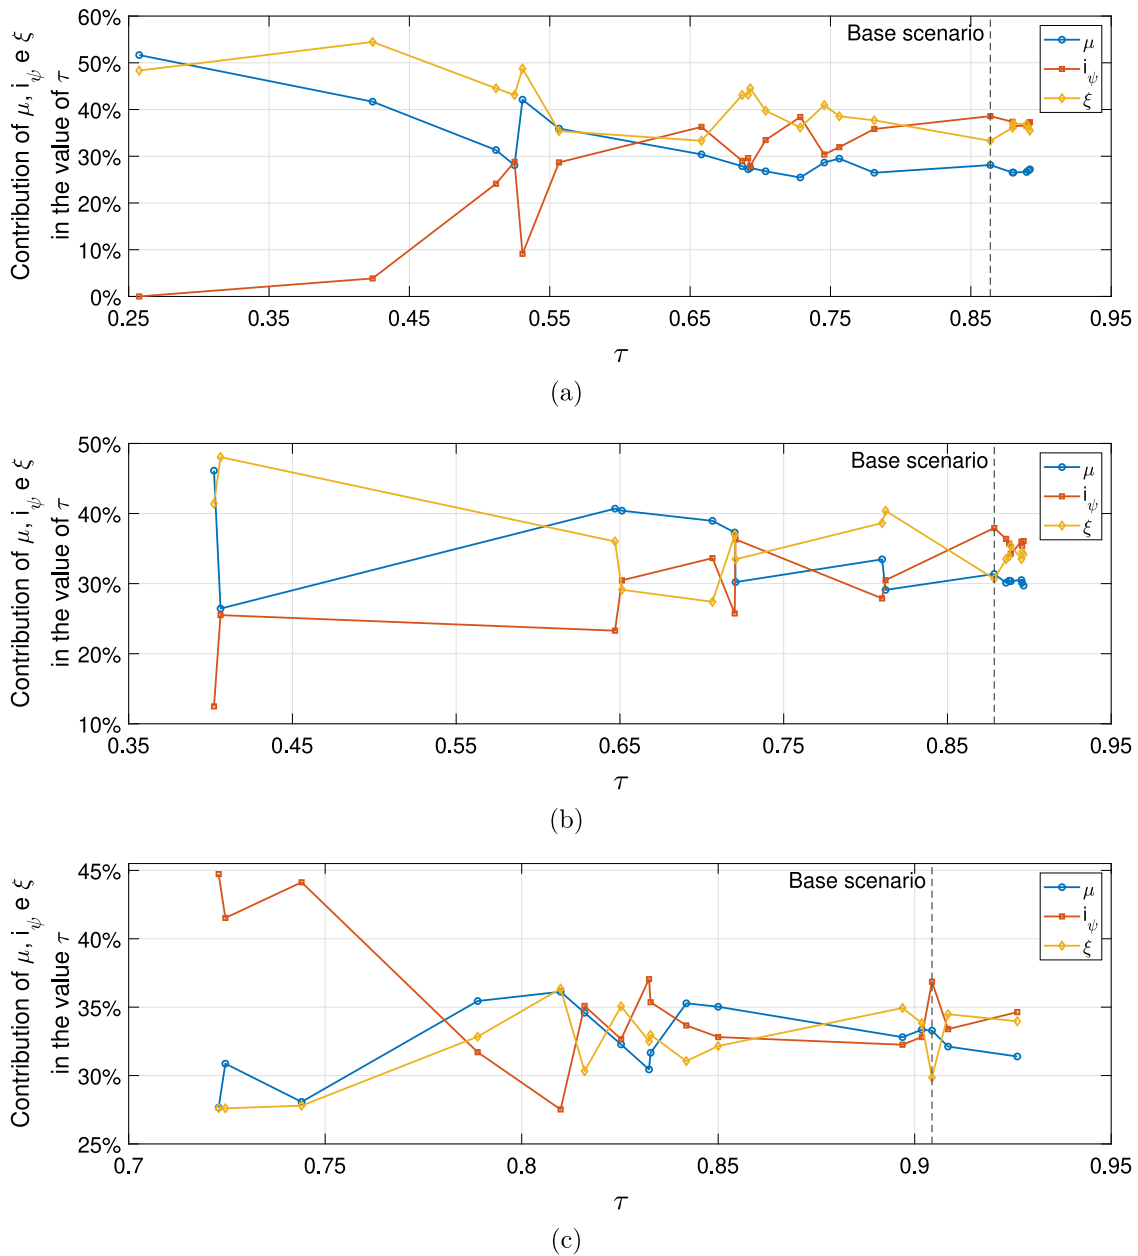 Contribution of μ, i_ψ e ξ
in the value of τ
60%
50%
40%
30%
20%
10%
0%
Base scenario
μ
i_ψ
ξ
0.25 0.35 0.45 0.55 0.65 0.75 0.85 0.95
τ
(a)
Contribution of μ, i_ψ e ξ
in the value of τ
50%
40%
30%
20%
10%
Base scenario
μ
i_ψ
ξ
0.35 0.45 0.55 0.65 0.75 0.85 0.95
τ
(b)
Contribution of μ, i_ψ e ξ
in the value τ
45%
40%
35%
30%
25%
Base scenario
μ
i_ψ
ξ
0.7 0.75 0.8 0.85 0.9 0.95
τ
(c)